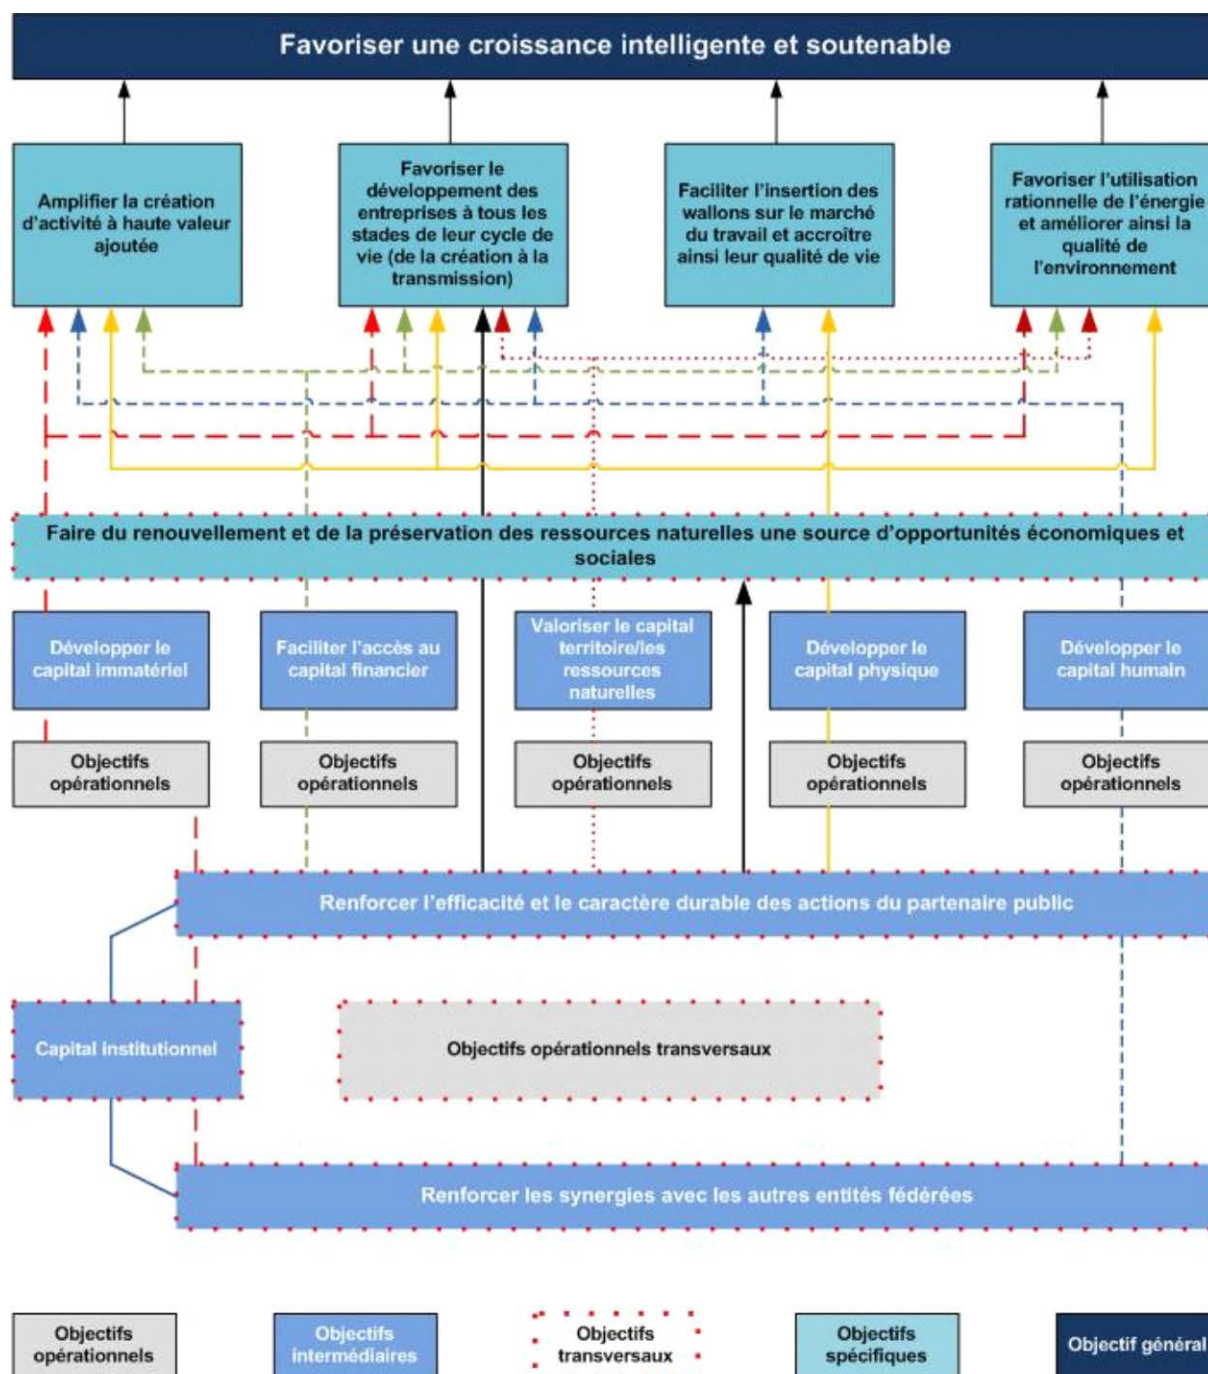 Favoriser une croissance intelligente et soutenable
Amplifier la création
d'activité à haute valeur
ajoutée
Favoriser le
développement des
entreprises à tous les
stades de leur cycle de
vie (de la création à la
transmission)
Faciliter l'insertion des
wallons sur le marché
du travail et accroître
ainsi leur qualité de vie
Favoriser l'utilisation
rationnelle de l'énergie
et améliorer ainsi la
qualité de
l'environnement
Faire du renouvellement et de la préservation des ressources naturelles une source d'opportunités économiques et
sociales
Développer le
capital immatériel
Faciliter l'accès au
capital financier
Valoriser le capital
territoire/les
ressources
naturelles
Développer le
capital physique
Développer le
capital humain
Objectifs
opérationnels
Objectifs
opérationnels
Objectifs
opérationnels
Objectifs
opérationnels
Objectifs
opérationnels
Renforcer l'efficacité et le caractère durable des actions du partenaire public
Capital institutionnel
Objectifs opérationnels transversaux
Renforcer les synergies avec les autres entités fédérées
Objectifs
opérationnels
Objectifs
intermédiaires
Objectifs
transversaux
Objectifs
spécifiques
Objectif général